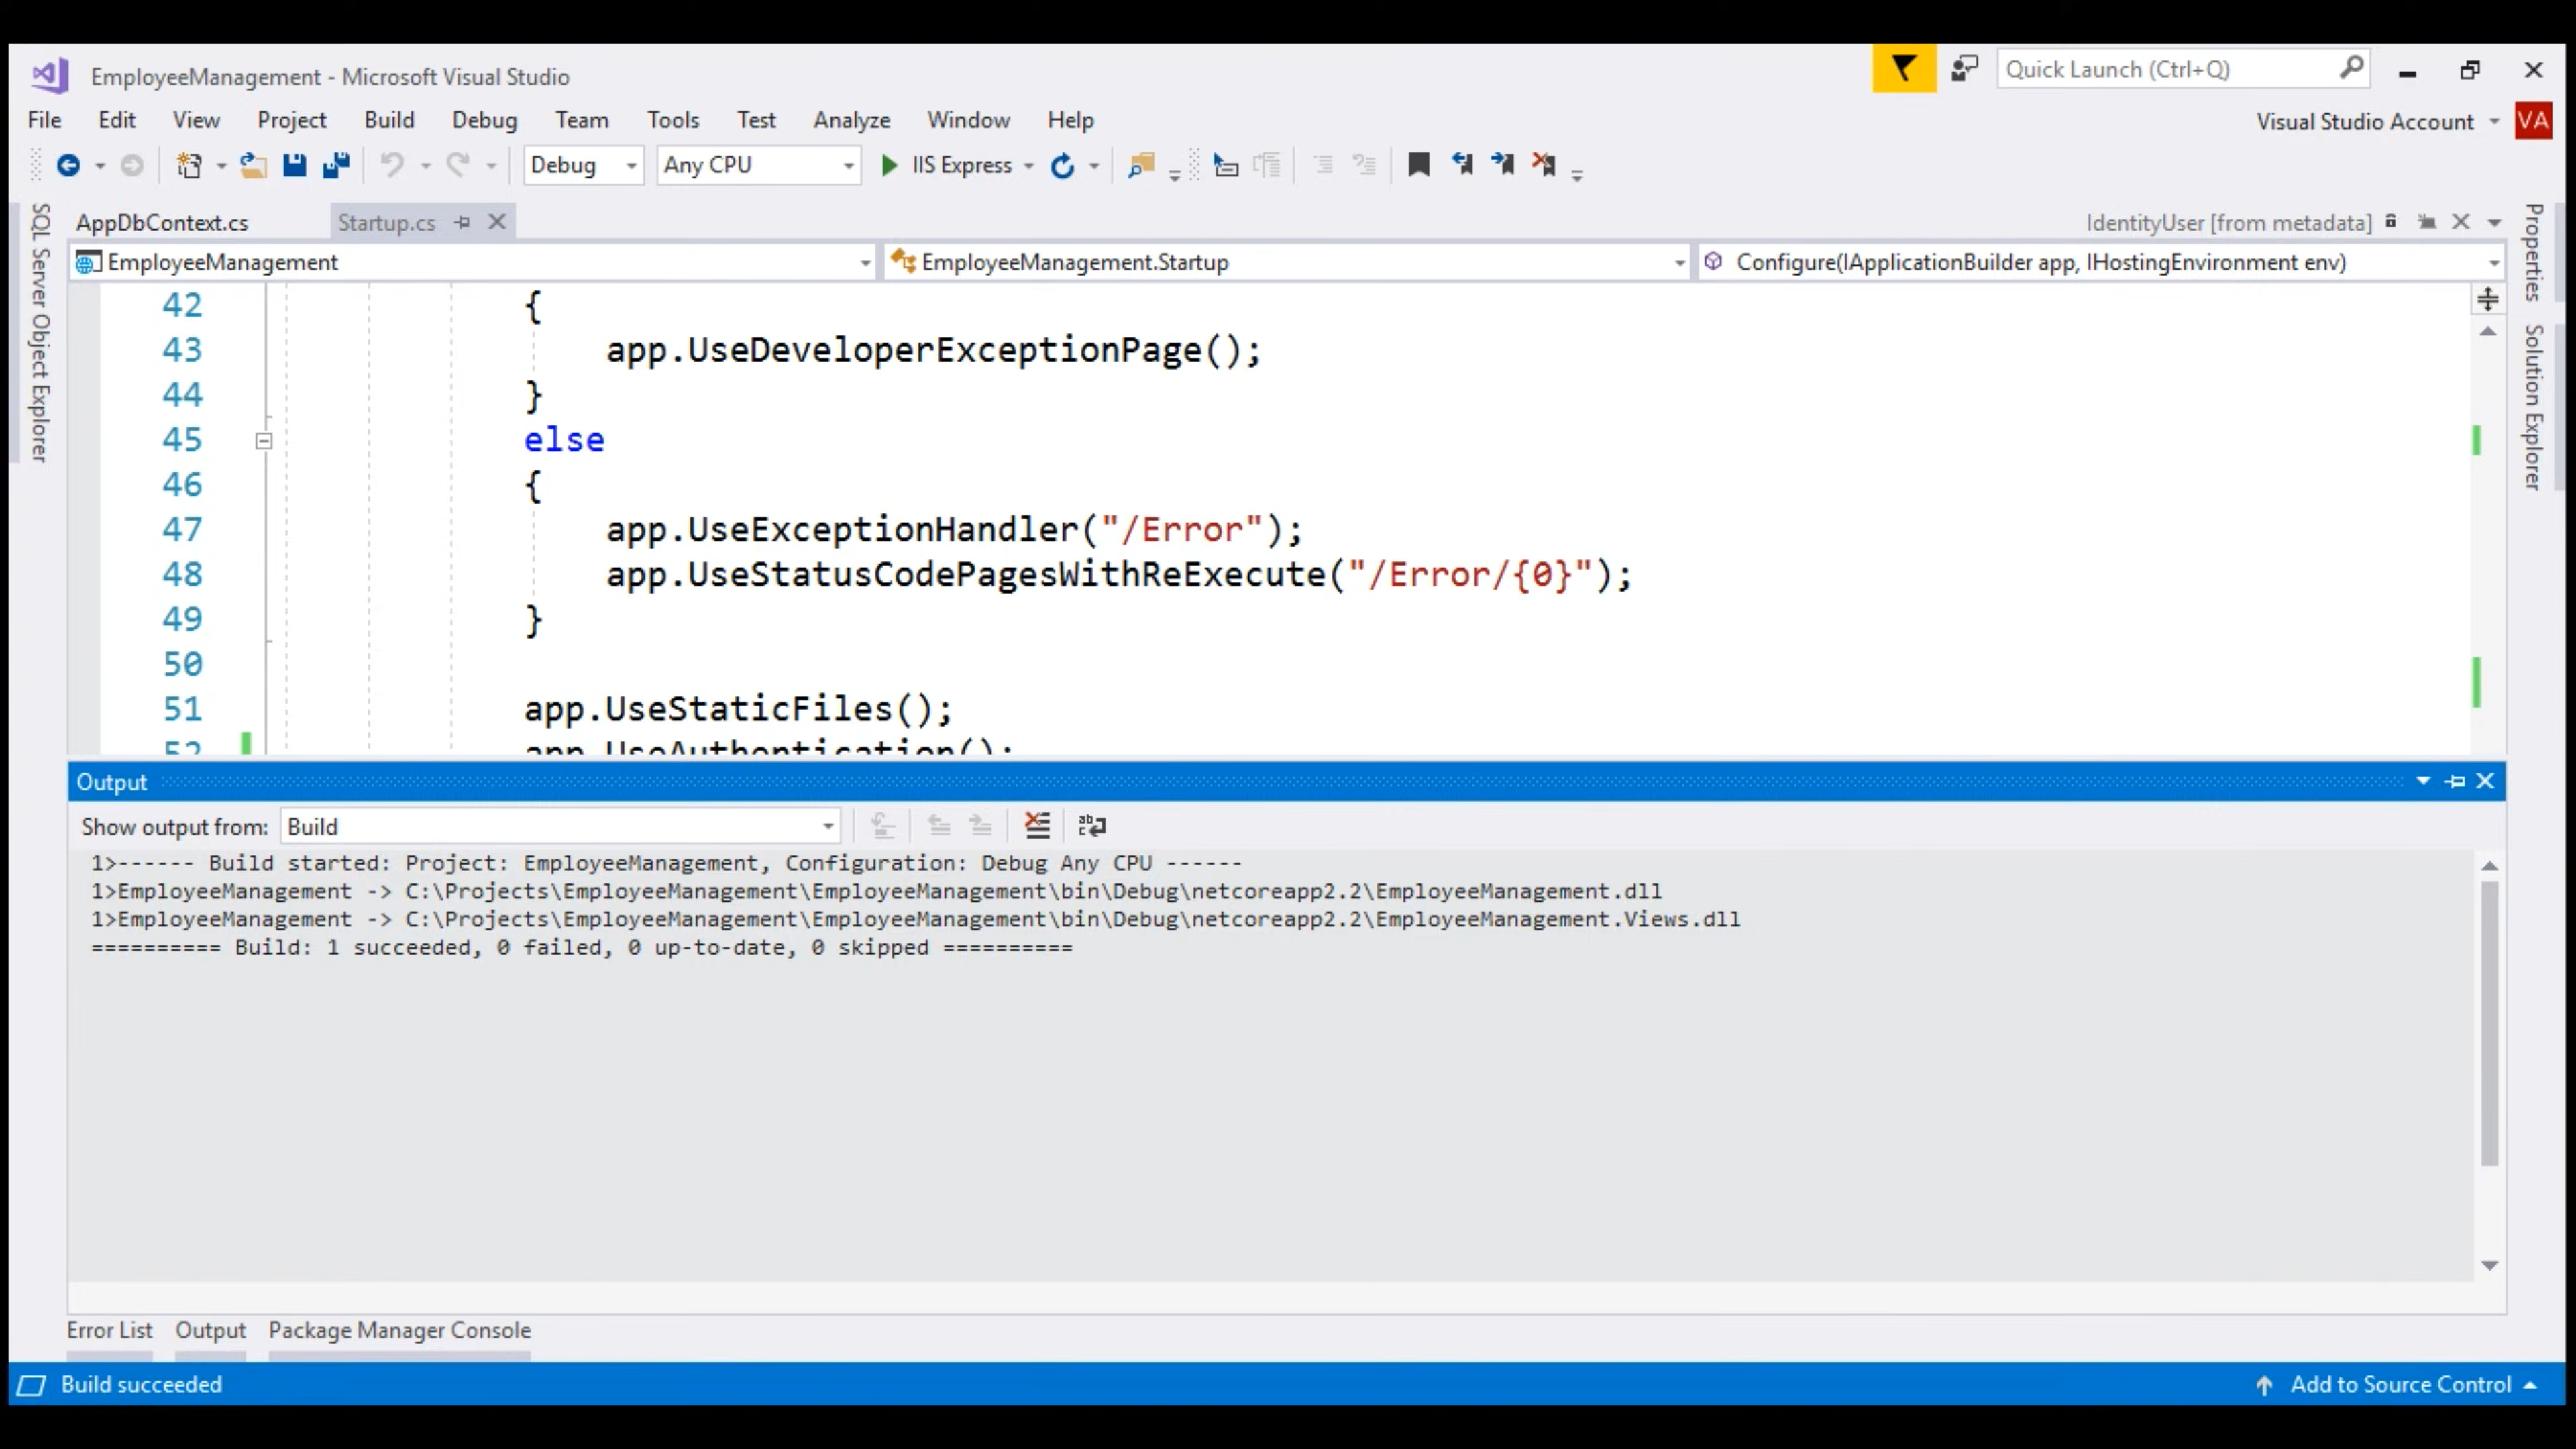 EmployeeManagement - Microsoft Visual Studio
Quick Launch (Ctrl+Q)
File Edit View Project Build Debug Team Tools Test Analyze Window Help
Visual Studio Account VA
Debug Any CPU IIS Express
AppDbContext.cs Startup.cs IdentityUser [from metadata]
EmployeeManagement EmployeeManagement.Startup Configure(IApplicationBuilder app, IHostingEnvironment env)
SQL Server Object Explorer
Properties
Solution Explorer
42 {
43 app.UseDeveloperExceptionPage();
44 }
45 else
46 {
47 app.UseExceptionHandler("/Error");
48 app.UseStatusCodePagesWithReExecute("/Error/{0}");
49 }
50
51 app.UseStaticFiles();
52 app.UseAuthentication();
Output
Show output from: Build
1>------ Build started: Project: EmployeeManagement, Configuration: Debug Any CPU ------
1>EmployeeManagement -> C:\Projects\EmployeeManagement\EmployeeManagement\bin\Debug\netcoreapp2.2\EmployeeManagement.dll
1>EmployeeManagement -> C:\Projects\EmployeeManagement\EmployeeManagement\bin\Debug\netcoreapp2.2\EmployeeManagement.Views.dll
========== Build: 1 succeeded, 0 failed, 0 up-to-date, 0 skipped ==========
Error List Output Package Manager Console
Build succeeded Add to Source Control